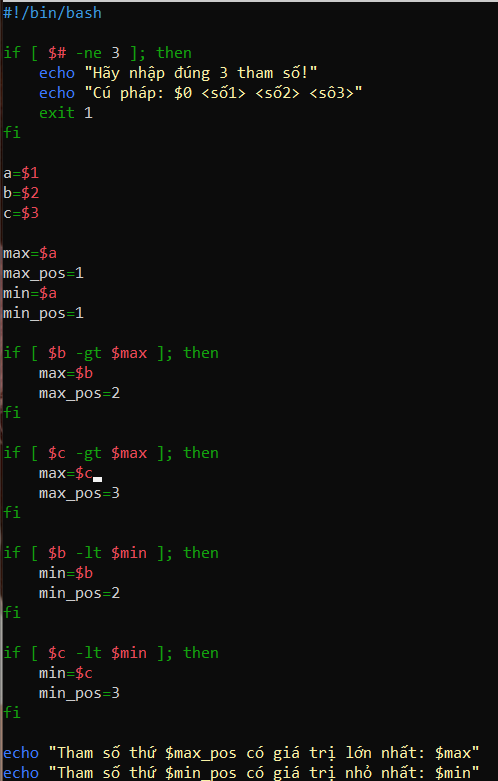 #!/bin/bash

if [ $# -ne 3 ]; then
    echo "Hãy nhập đúng 3 tham số!"
    echo "Cú pháp: $0 <số1> <số2> <sô3>"
    exit 1
fi

a=$1
b=$2
c=$3

max=$a
max_pos=1
min=$a
min_pos=1

if [ $b -gt $max ]; then
    max=$b
    max_pos=2
fi

if [ $c -gt $max ]; then
    max=$c
    max_pos=3
fi

if [ $b -lt $min ]; then
    min=$b
    min_pos=2
fi

if [ $c -lt $min ]; then
    min=$c
    min_pos=3
fi

echo "Tham số thứ $max_pos có giá trị lớn nhất: $max"
echo "Tham số thứ $min_pos có giá trị nhỏ nhất: $min"